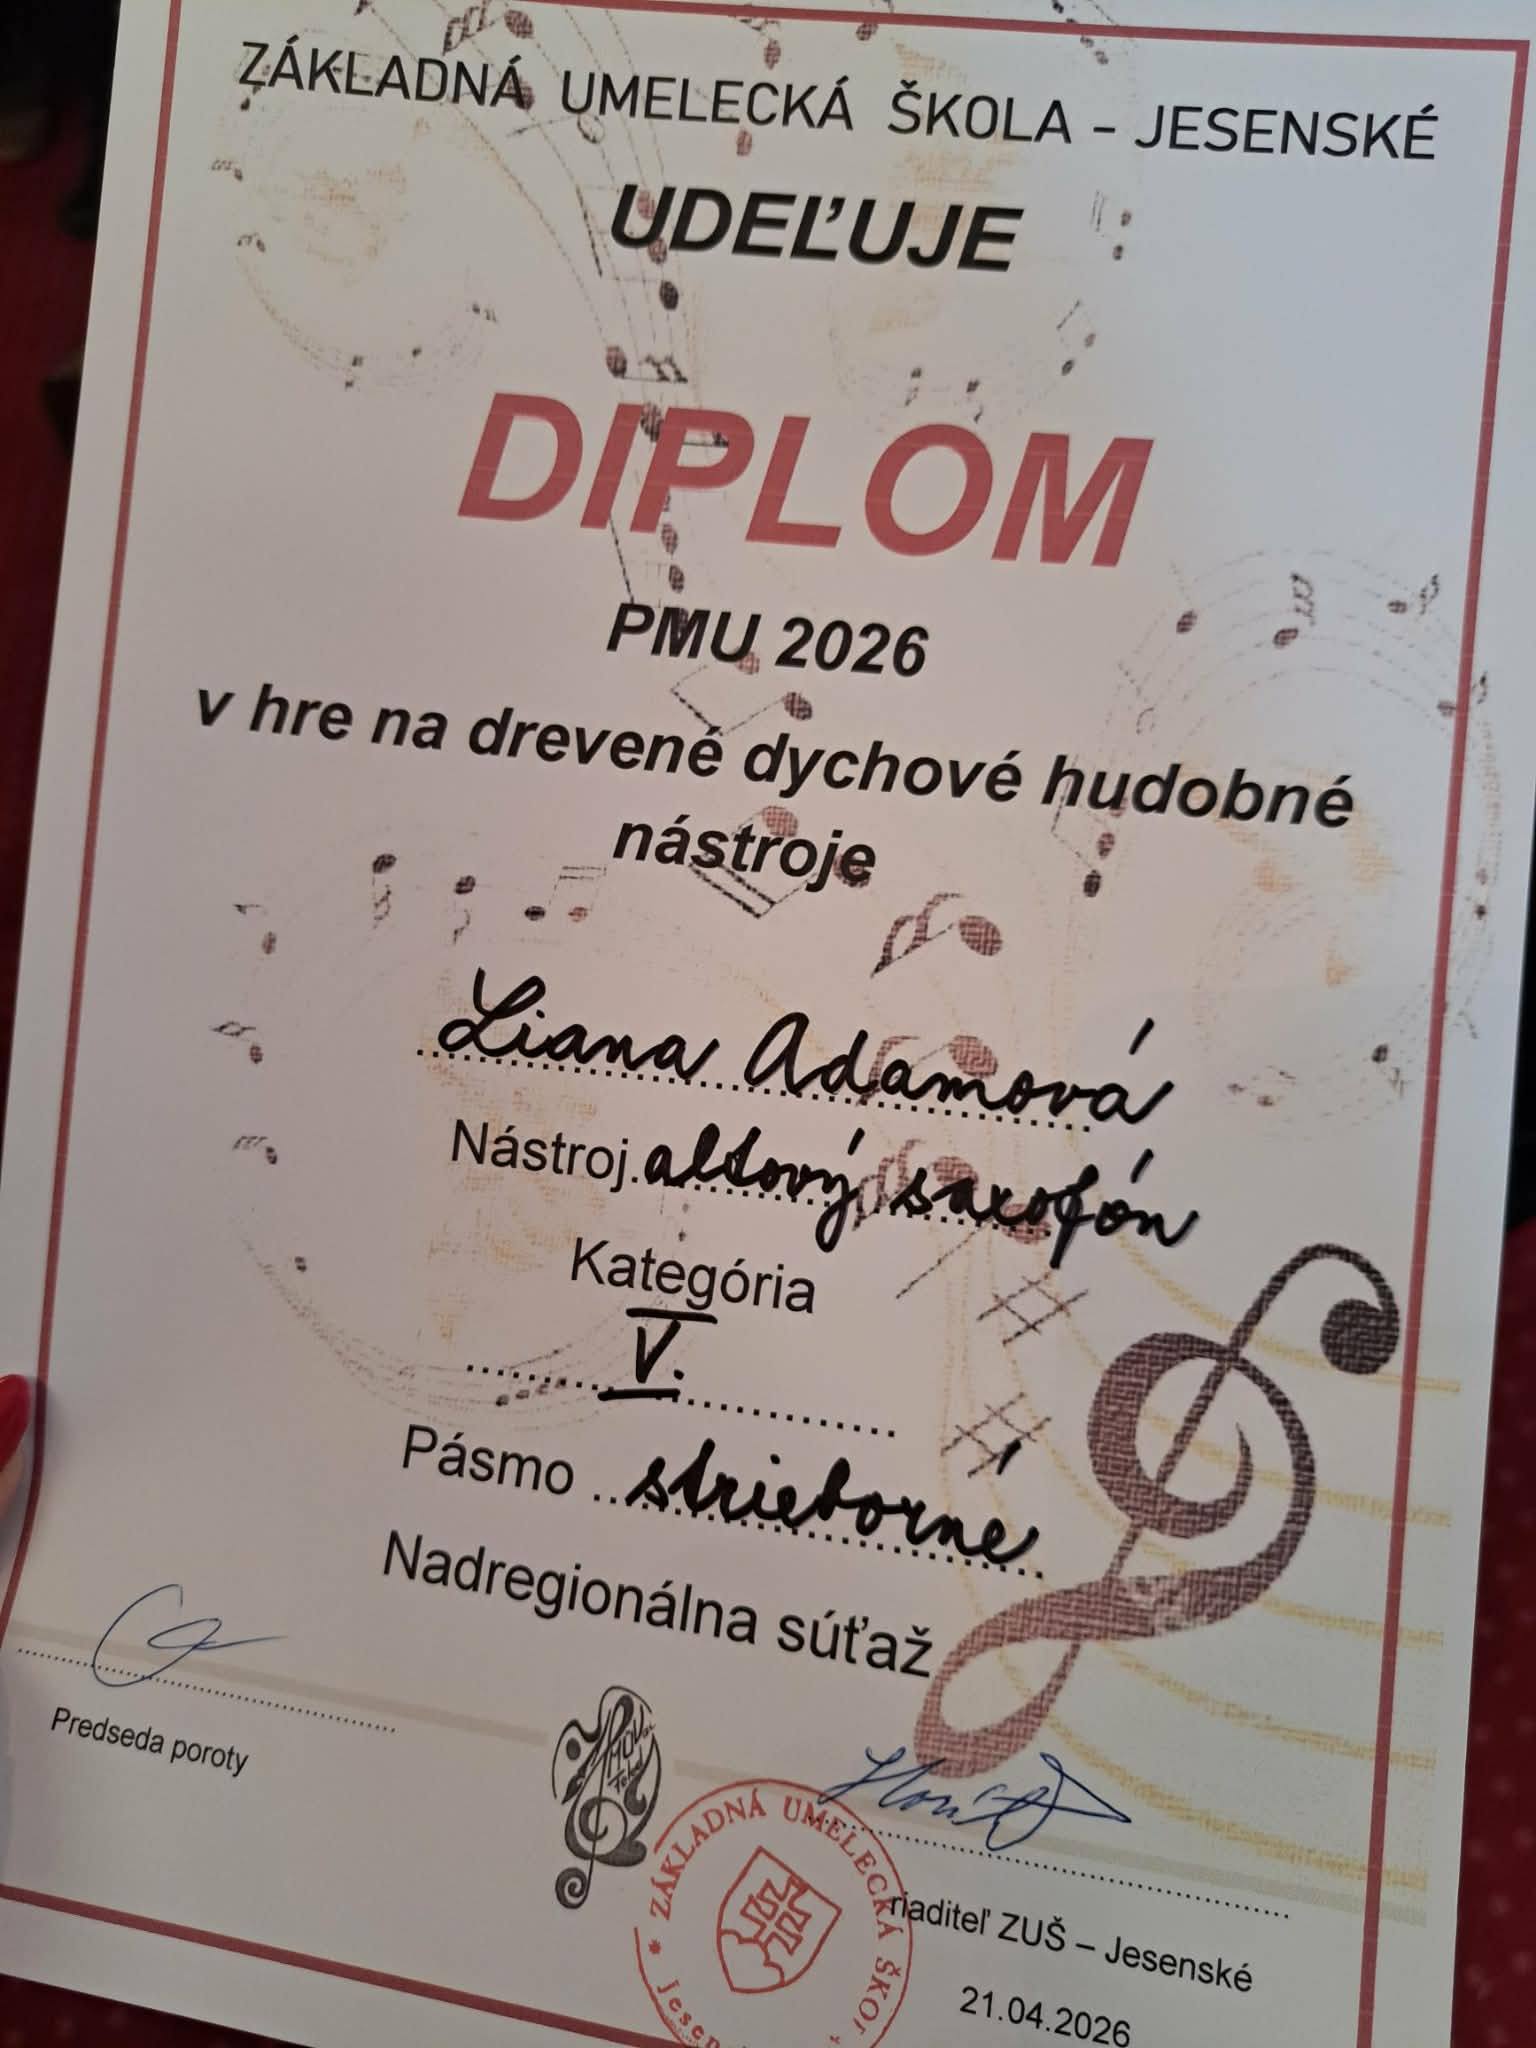 ZÁKLADNÁ UMELECKÁ ŠKOLA - JESENSKÉ
UDEĽUJE
DIPLOM
PMU 2026
v hre na drevené dychové hudobné
nástroje
Liana Adamová
Nástroj altový saxofón
Kategória
V.
Pásmo strieborné
Nadregionálna súťaž
Predseda poroty
ZÁKLADNÁ UMELECKÁ ŠKOL
Jesen
riaditeľ ZUŠ – Jesenské
21.04.2026